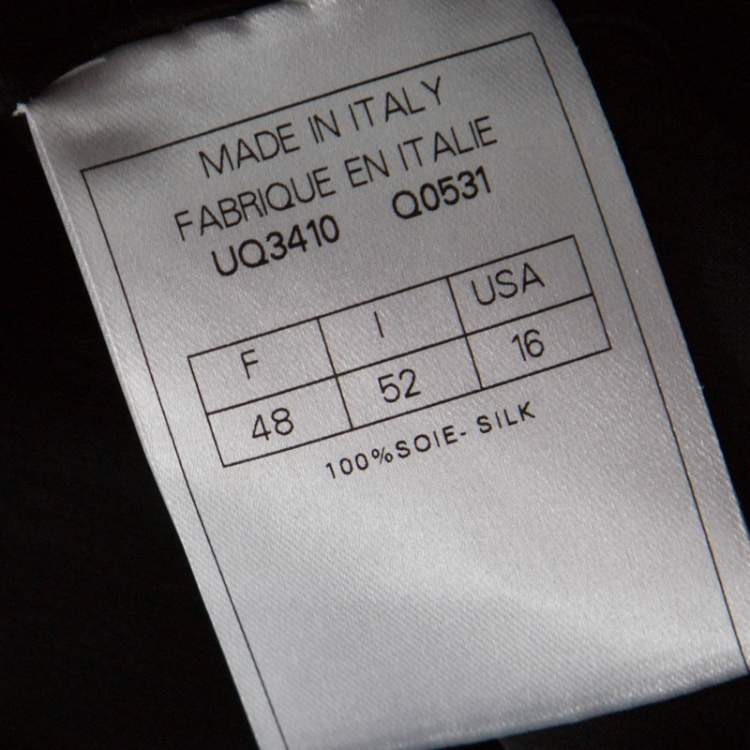 MADE IN ITALY
FABRIQUE EN ITALIE
UQ3410 Q0531
F I USA
48 52 16
100%SOIE- SILK